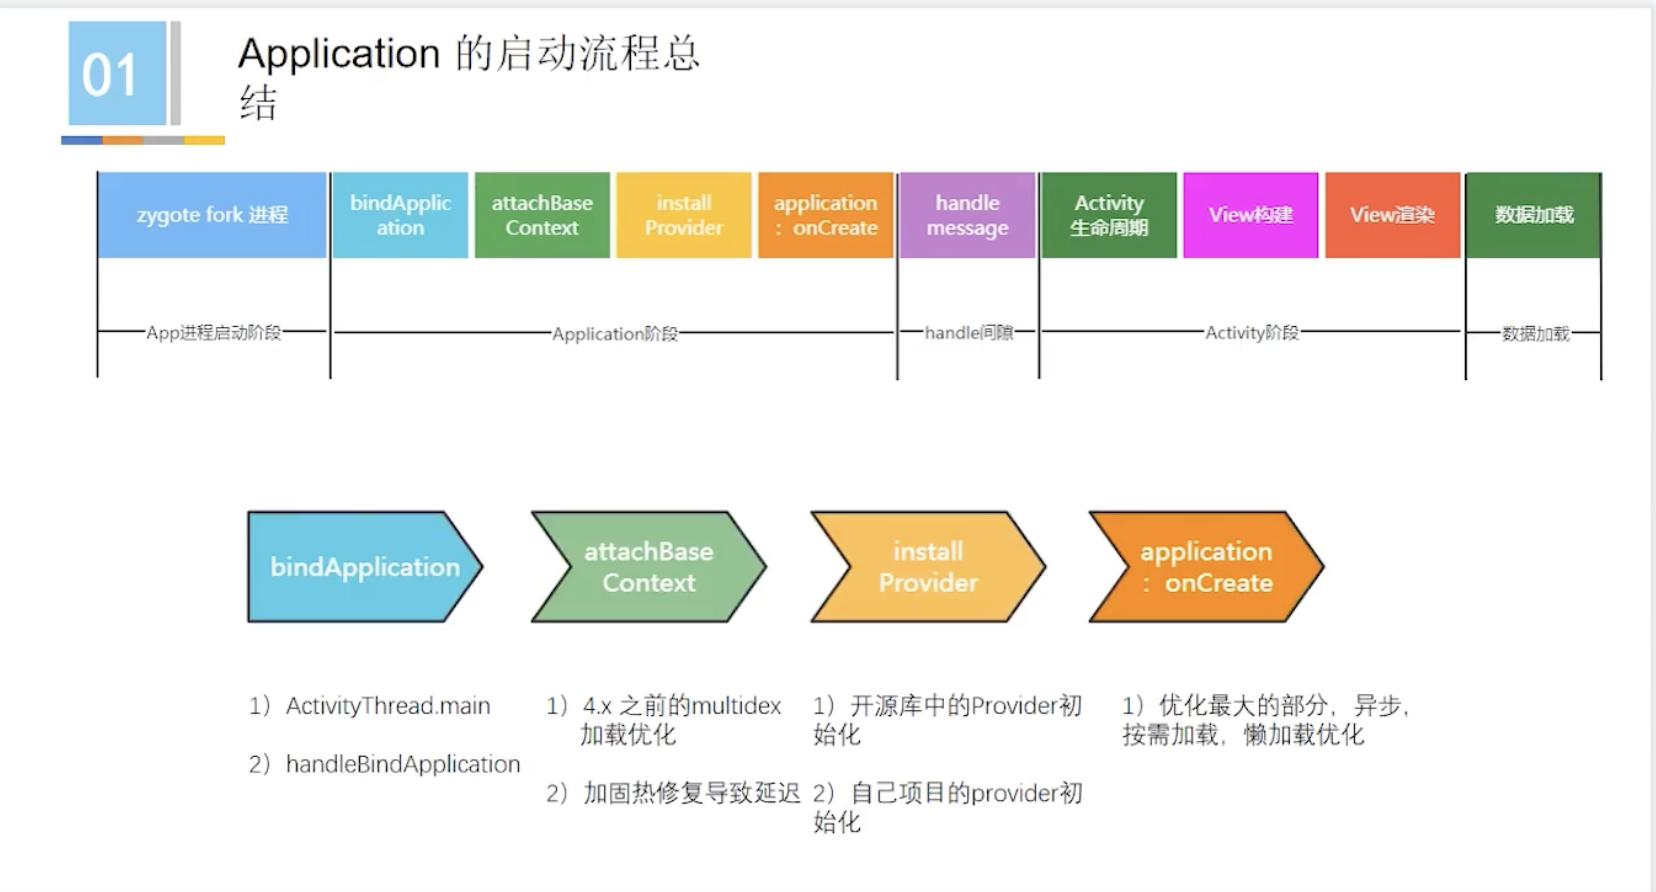 01
Application 的启动流程总
结
zygote fork 进程
bindApplic
ation
attachBase
Context
install
Provider
application
：onCreate
handle
message
Activity
生命周期
View构建
View渲染
数据加载
App进程启动阶段
Application阶段
handle间隙
Activity阶段
数据加载
bindApplication
attachBase
Context
install
Provider
application
：onCreate
1）ActivityThread.main
2）handleBindApplication
1）4.x 之前的multidex
加载优化
2）加固热修复导致延迟
1）开源库中的Provider初
始化
2）自己项目的provider初
始化
1）优化最大的部分，异步，
按需加载，懒加载优化